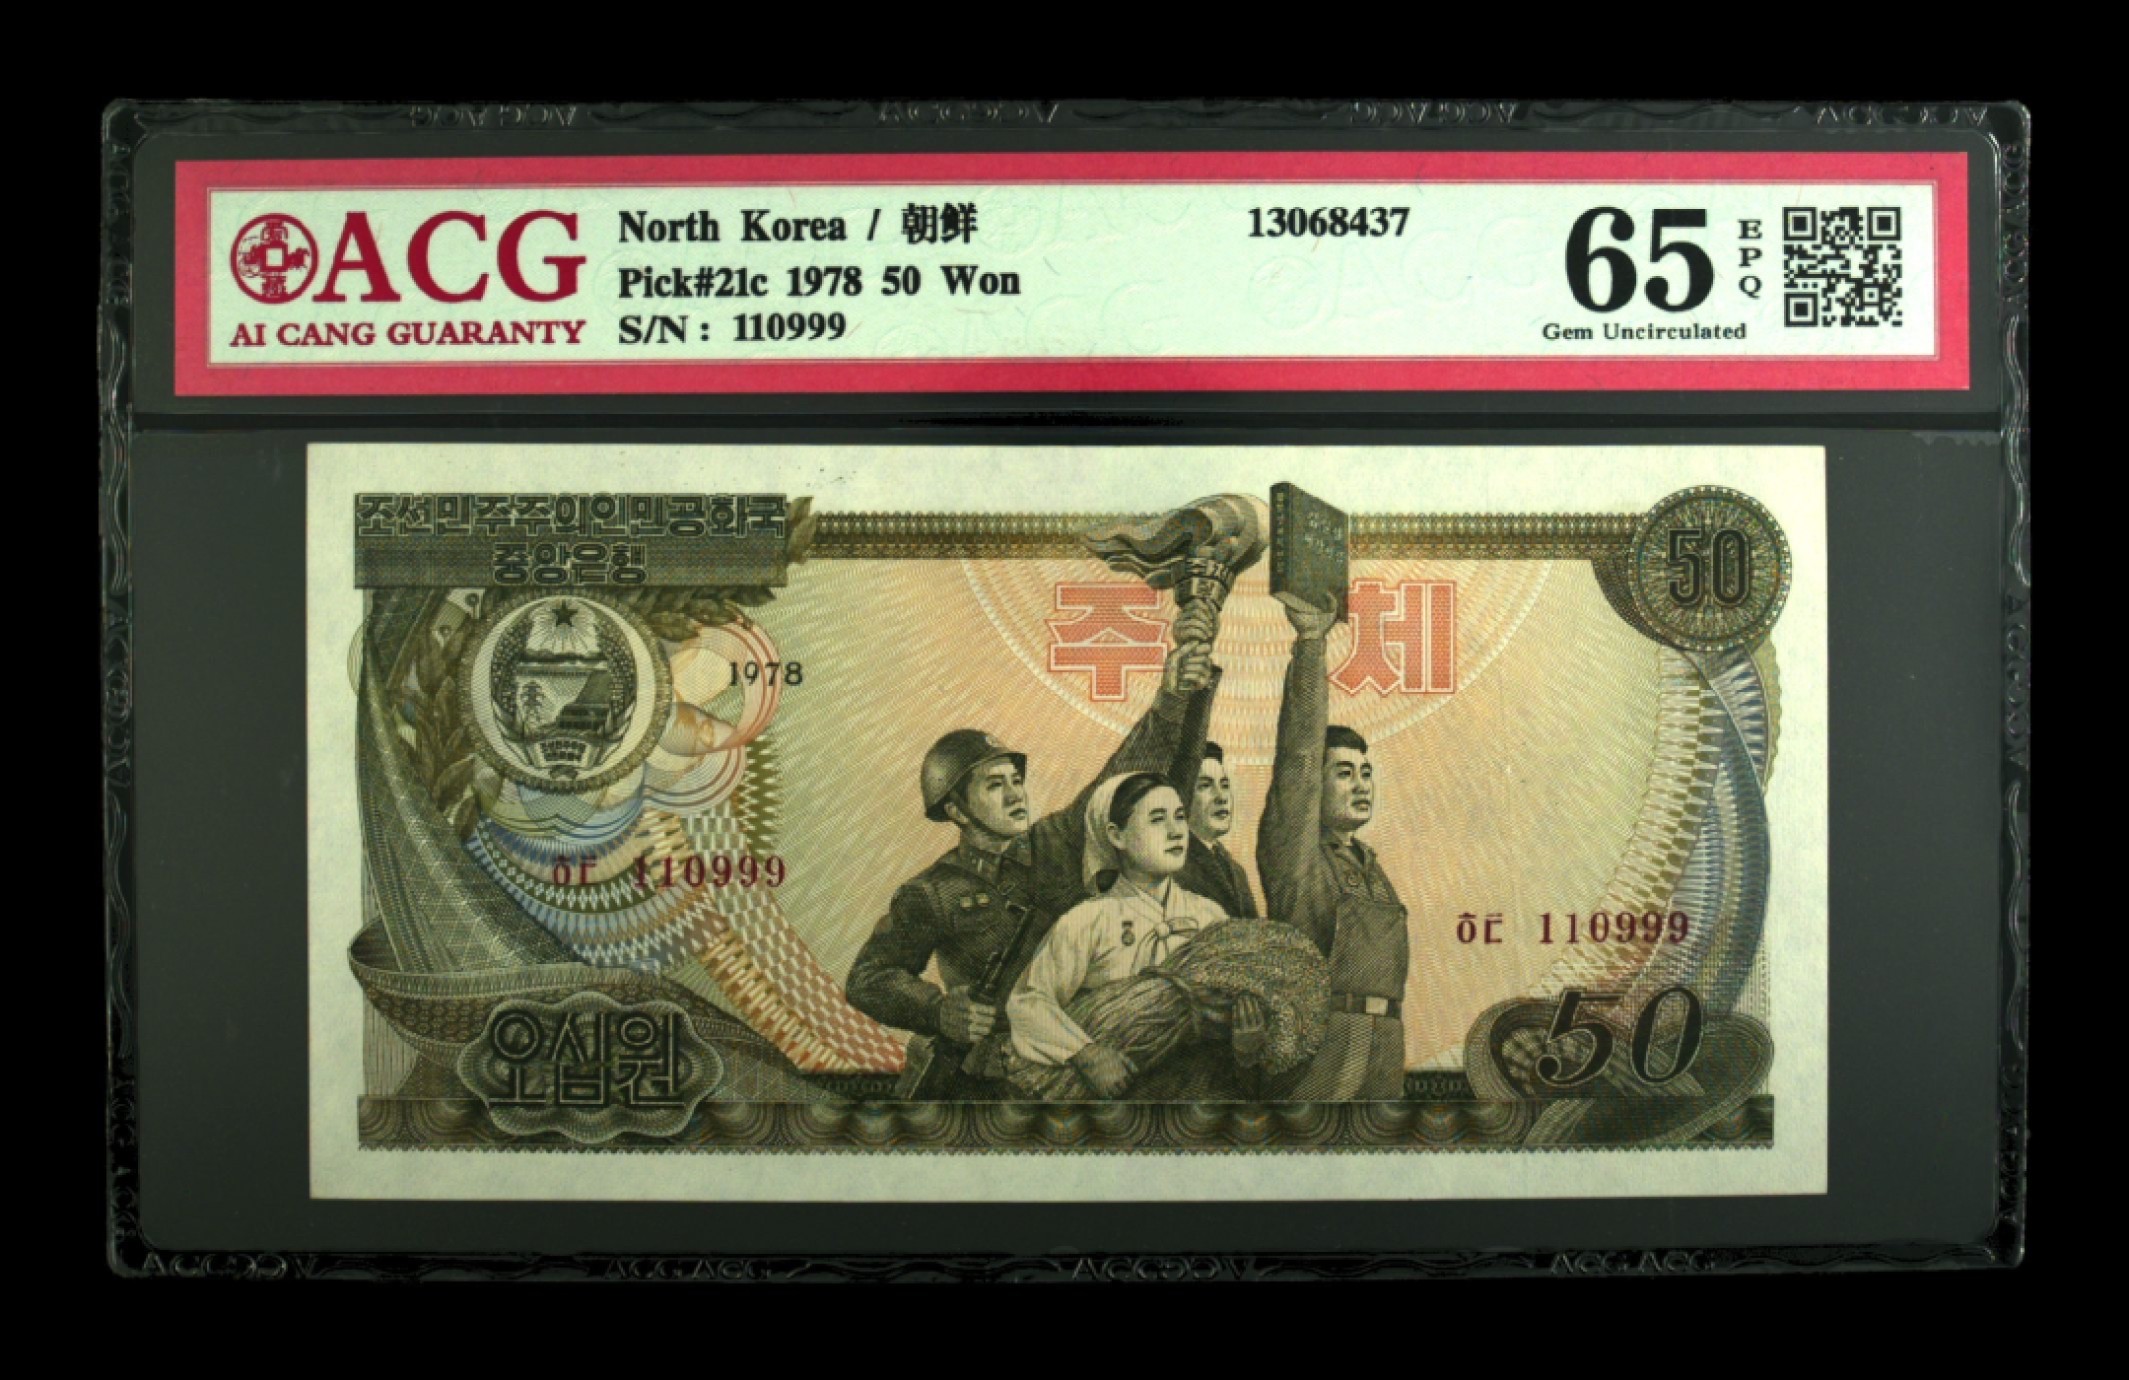 ACG
AI CANG GUARANTY
North Korea / 朝鲜
Pick#21c 1978 50 Won
S/N : 110999
13068437
65
EPQ
Gem Uncirculated
조선민주주의인민공화국
중앙은행
50
주체
1978
110999
110999
오십원
50